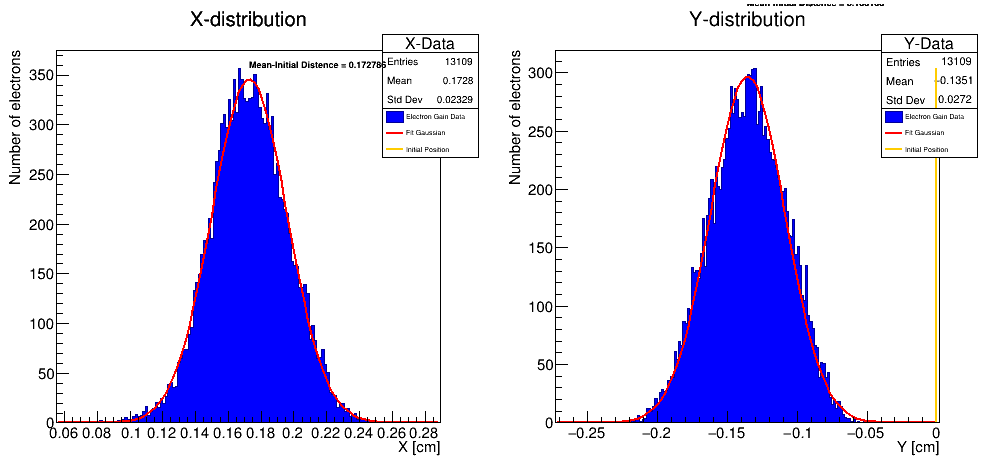 X-distribution
Number of electrons
350
300
250
200
150
100
50
0
Mean-Initial Distence = 0.172786
X-Data
Entries 13109
Mean 0.1728
Std Dev 0.02329
Electron Gain Data
Fit Gaussian
Initial Position
0.06 0.08 0.1 0.12 0.14 0.16 0.18 0.2 0.22 0.24 0.26 0.28
X [cm]
Y-distribution
Number of electrons
300
250
200
150
100
50
0
Y-Data
Entries 13109
Mean -0.1351
Std Dev 0.0272
Electron Gain Data
Fit Gaussian
Initial Position
−0.25 −0.2 −0.15 −0.1 −0.05 0
Y [cm]